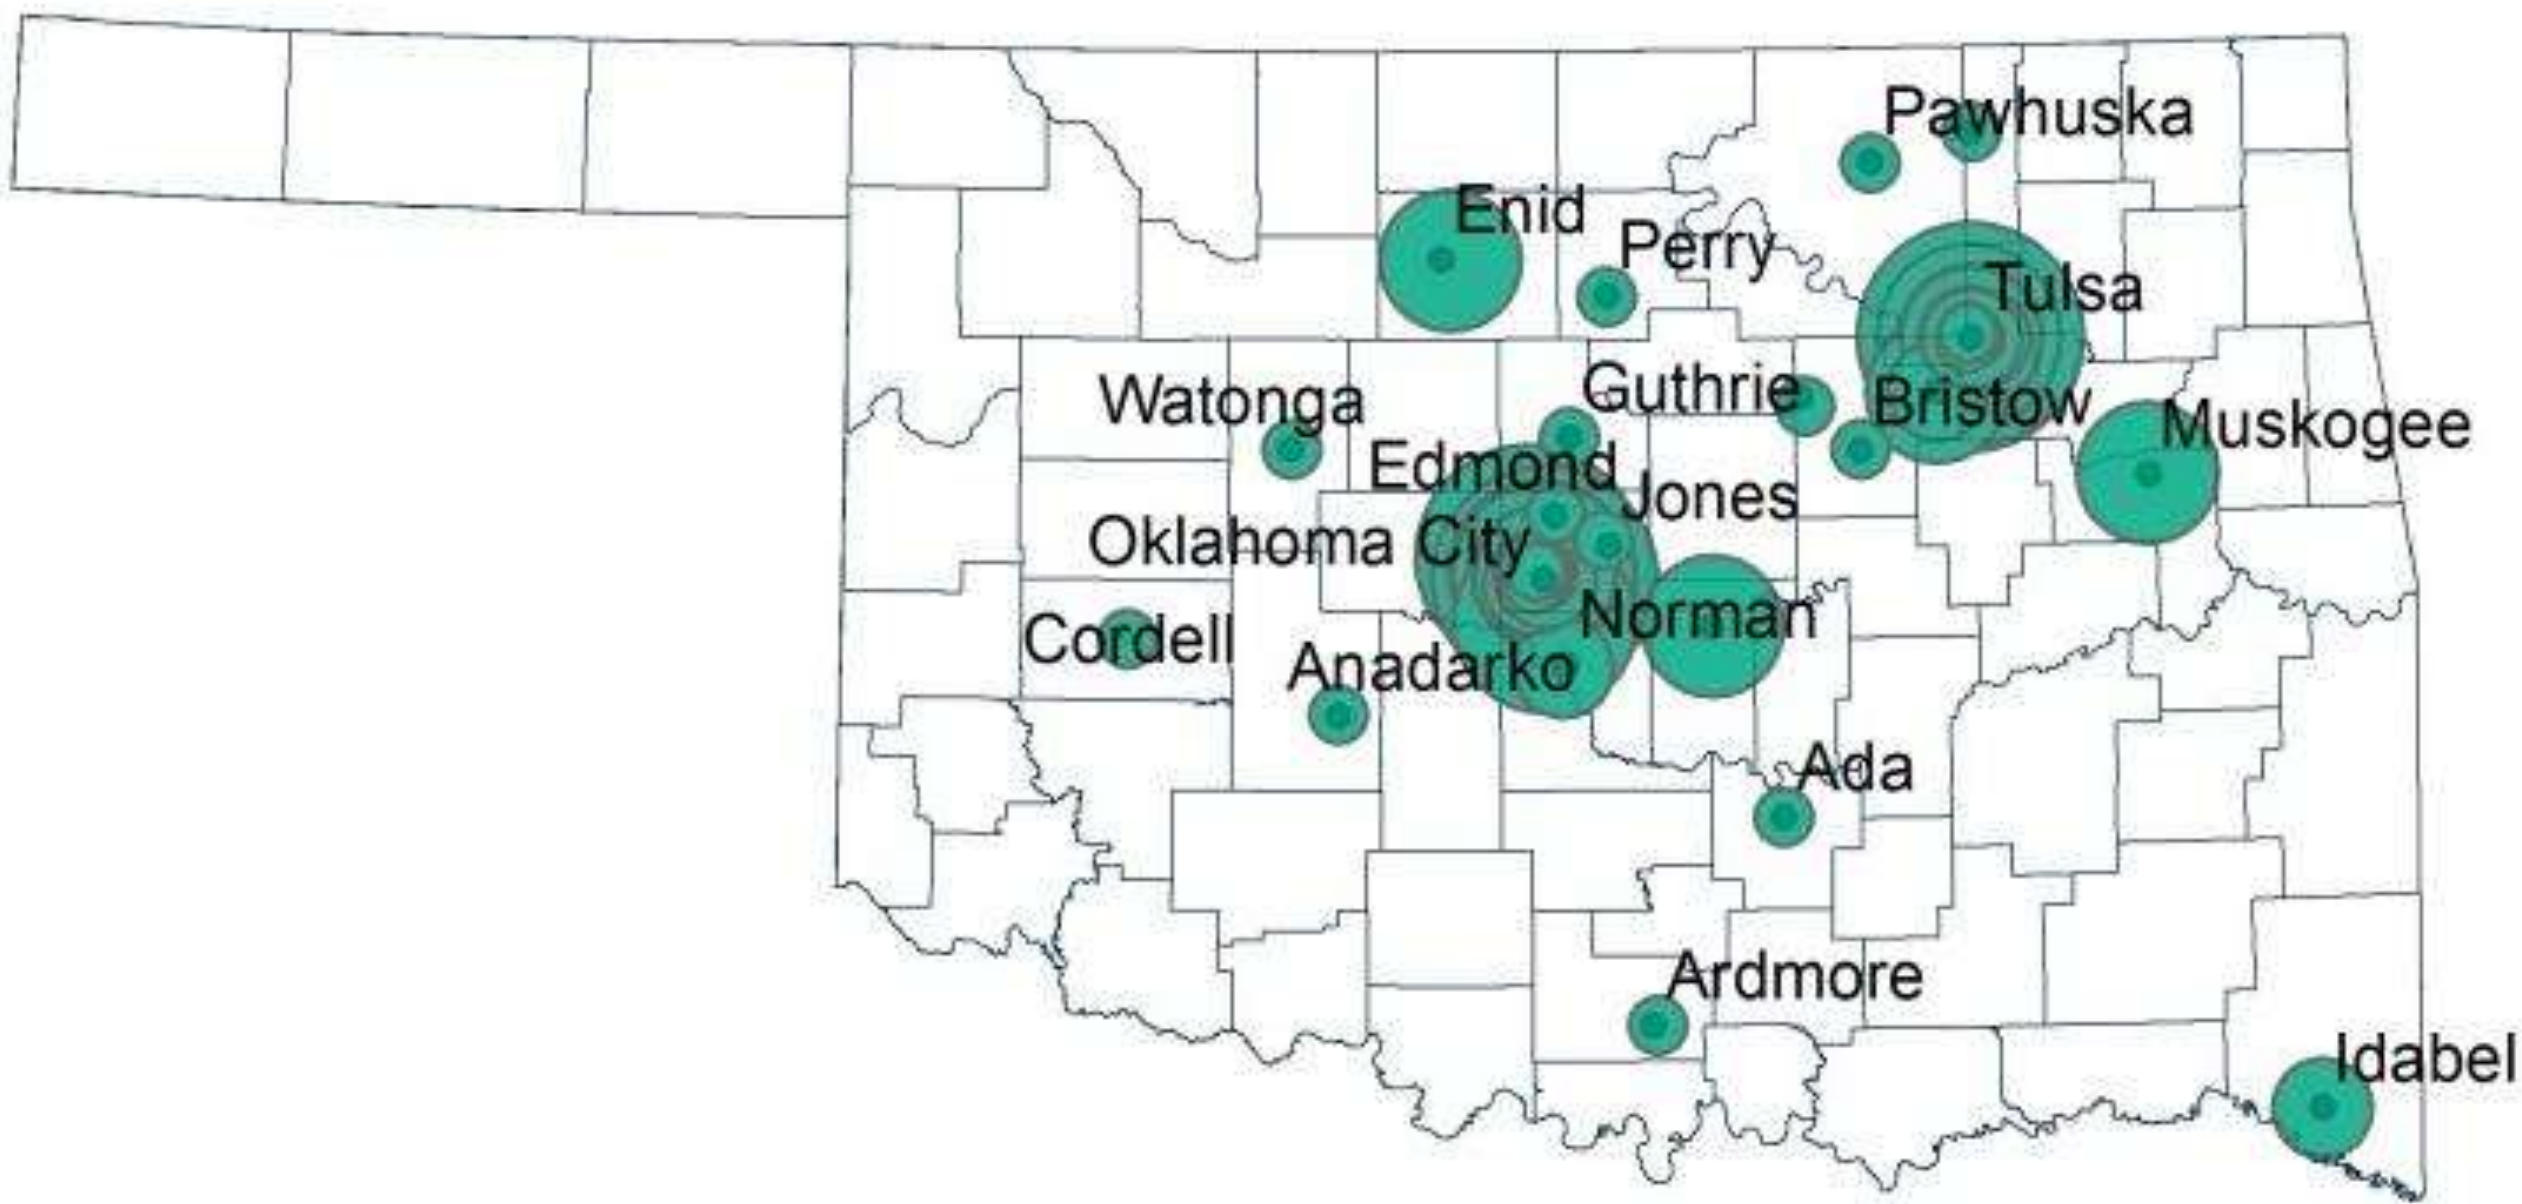 Pawhuska
Enid
Perry
Tulsa
Watonga
Guthrie
Bristow
Muskogee
Edmond
Jones
Oklahoma City
Norman
Cordell
Anadarko
Ada
Ardmore
Idabel